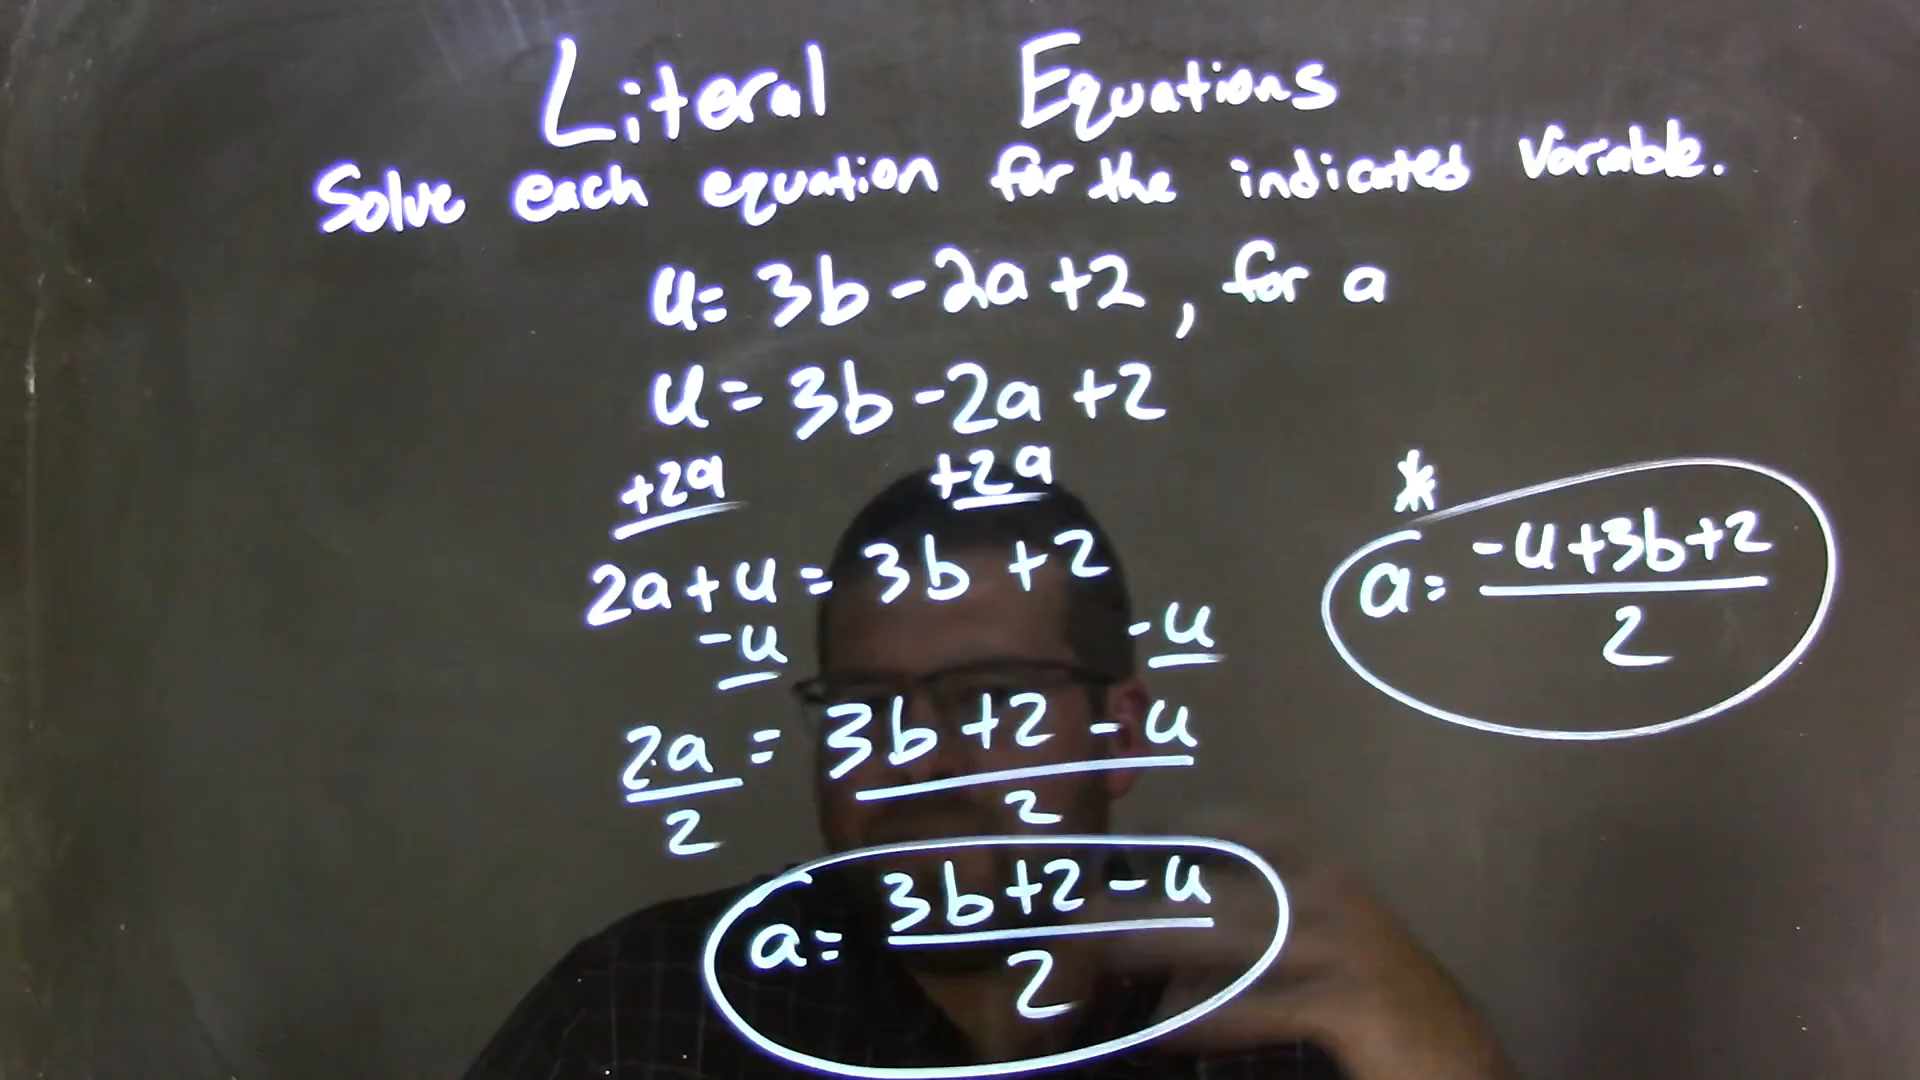 Literal Equations
Solve each equation for the indicated variable.
u = 3b - 2a + 2, for a
u = 3b - 2a + 2
+2a +2a
2a + u = 3b + 2
-u -u
2a = 3b + 2 - u
2 2
a = 3b + 2 - u
2
*
a = -u + 3b + 2
2